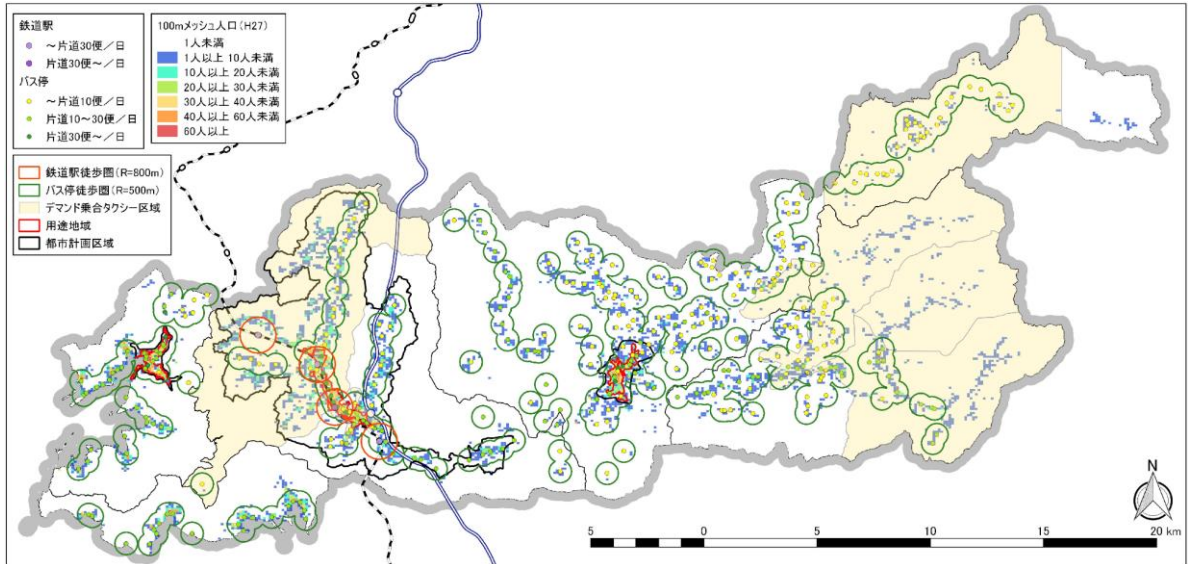 鉄道駅
～片道30便／日
片道30便～／日
バス停
～片道10便／日
片道10～30便／日
片道30便～／日
100mメッシュ人口（H27）
1人未満
1人以上 10人未満
10人以上 20人未満
20人以上 30人未満
30人以上 40人未満
40人以上 60人未満
60人以上
鉄道駅徒歩圏（R=800m）
バス停徒歩圏（R=500m）
デマンド乗合タクシー区域
用途地域
都市計画区域
N
5 0 5 10 15 20 km